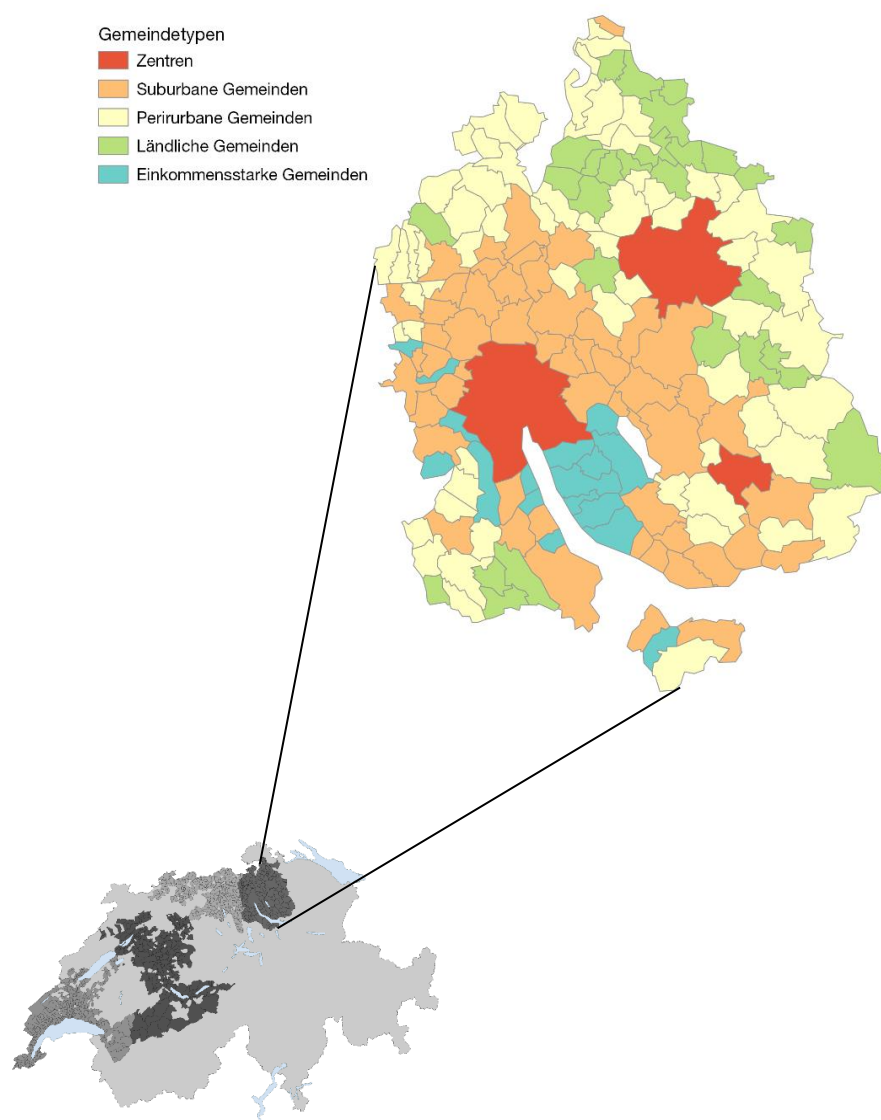 Gemeindetypen
Zentren
Suburbane Gemeinden
Perirurbane Gemeinden
Ländliche Gemeinden
Einkommensstarke Gemeinden